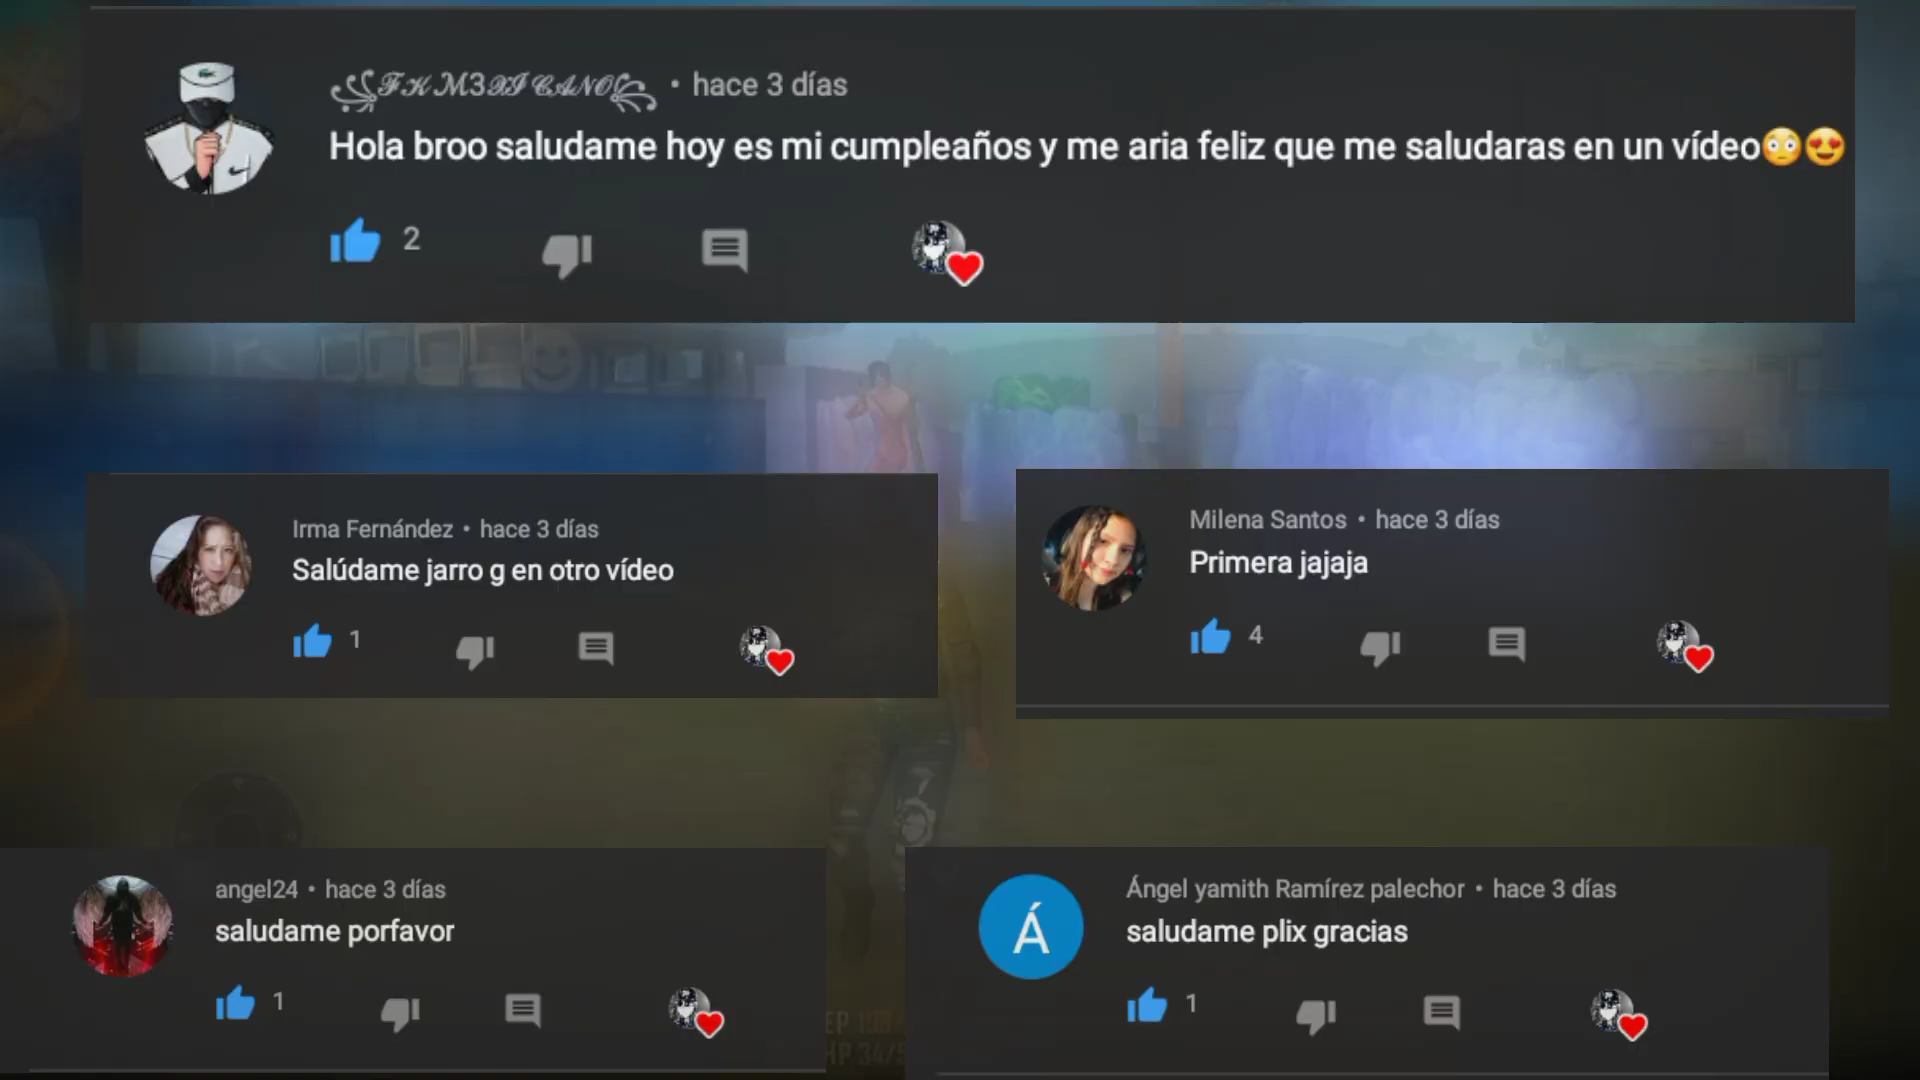 ꧁ℱ𝒦 ℳ3𝒳ℐ𝒞𝒜𝒩𝒪꧂ • hace 3 días
Hola broo saludame hoy es mi cumpleaños y me aria feliz que me saludaras en un vídeo😳😍
2
Irma Fernández • hace 3 días
Salúdame jarro g en otro vídeo
1
Milena Santos • hace 3 días
Primera jajaja
4
angel24 • hace 3 días
saludame porfavor
1
Á
Ángel yamith Ramírez palechor • hace 3 días
saludame plix gracias
1